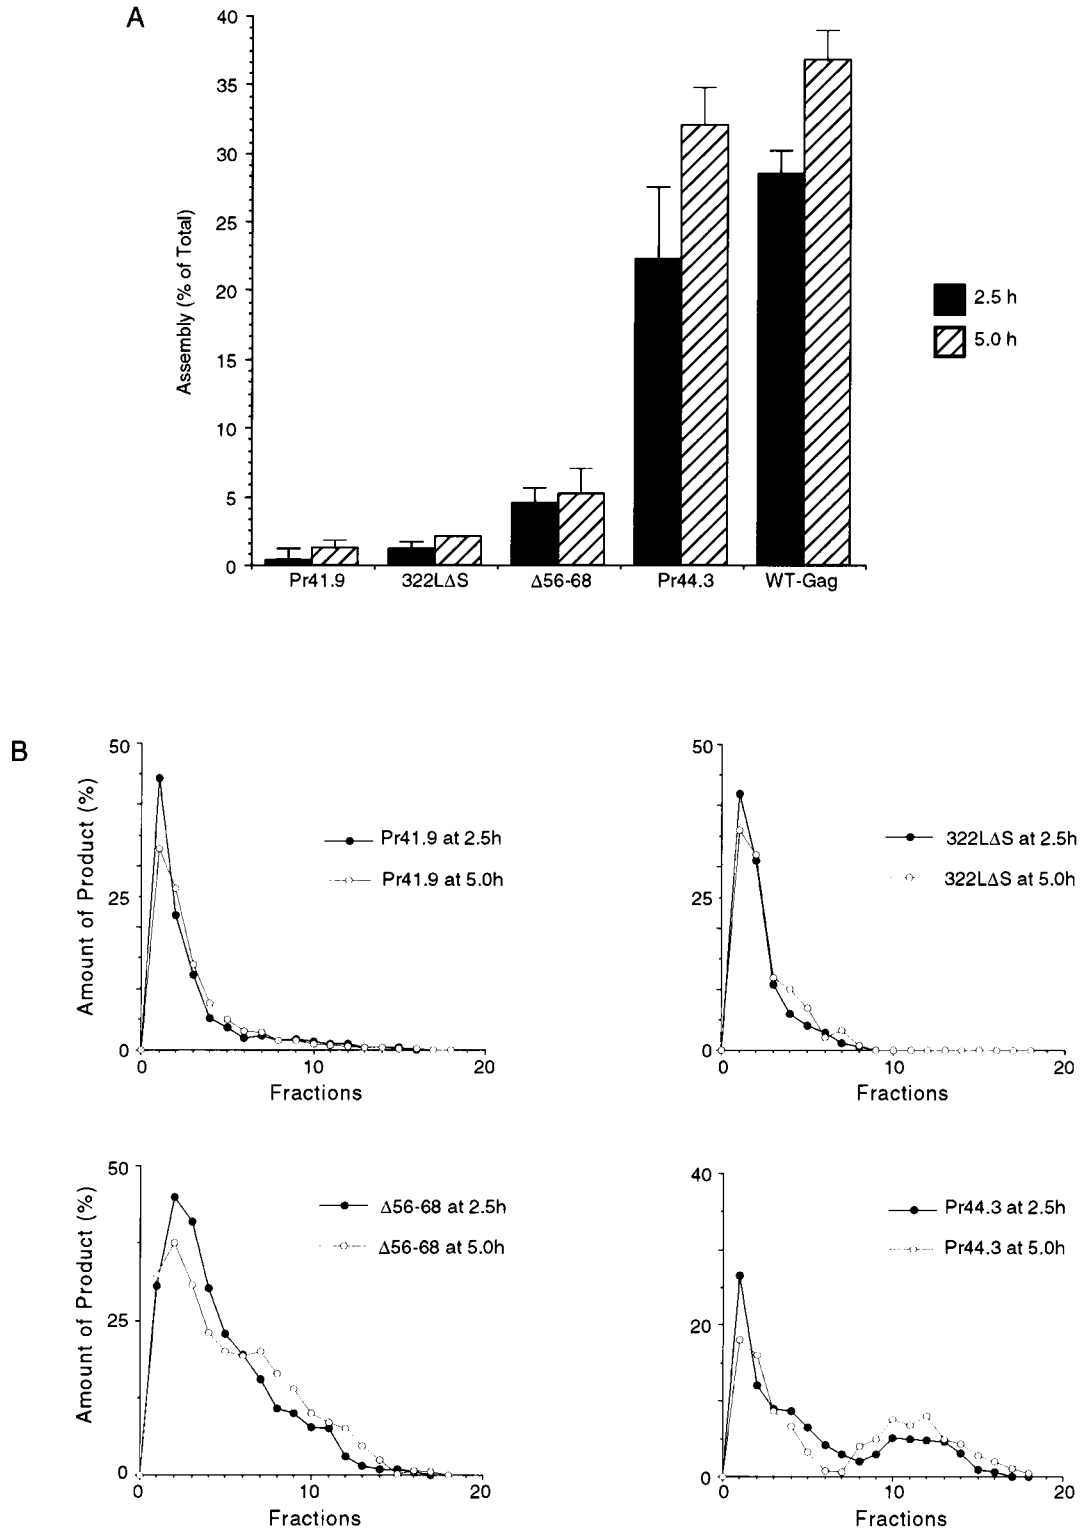 A
40
35
30
25
20
15
10
5
0
Assembly (% of Total)
Pr41.9 322LΔS Δ56-68 Pr44.3 WT-Gag
2.5 h
5.0 h
B
50
25
0
Amount of Product (%)
0 10 20
Fractions
Pr41.9 at 2.5h
Pr41.9 at 5.0h
50
25
0
0 10 20
Fractions
322LΔS at 2.5h
322LΔS at 5.0h
50
25
0
Amount of Product (%)
0 10 20
Fractions
Δ56-68 at 2.5h
Δ56-68 at 5.0h
40
20
0
0 10 20
Fractions
Pr44.3 at 2.5h
Pr44.3 at 5.0h